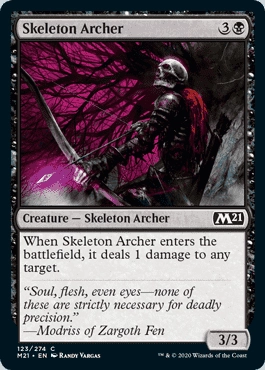 Skeleton Archer 3
Creature — Skeleton Archer M21
When Skeleton Archer enters the
battlefield, it deals 1 damage to any
target.
“Soul, flesh, even eyes—none of
these are strictly necessary for deadly
precision.”
—Modriss of Zargoth Fen
3/3
123/274 C
M21 • EN RANDY VARGAS ™ & © 2020 Wizards of the Coast